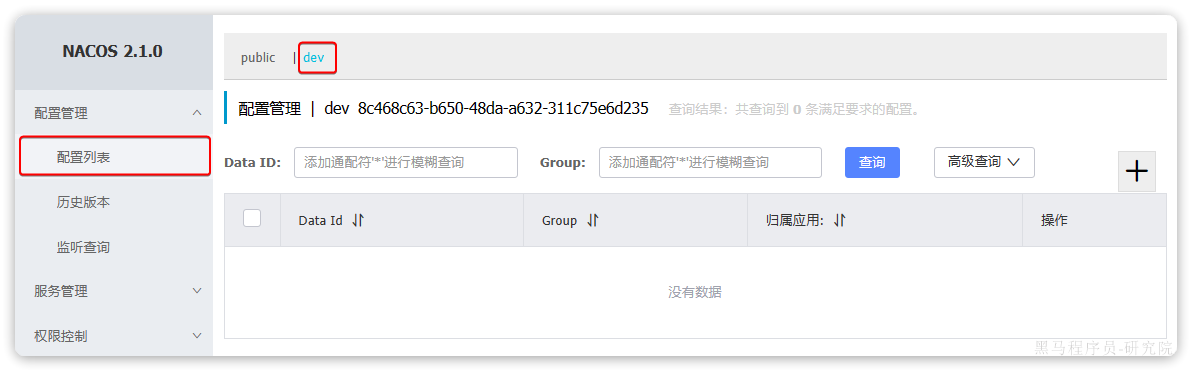 NACOS 2.1.0
配置管理
配置列表
历史版本
监听查询
服务管理
权限控制
public | dev
配置管理 | dev 8c468c63-b650-48da-a632-311c75e6d235 查询结果：共查询到 0 条满足要求的配置。
Data ID: 添加通配符'*'进行模糊查询 Group: 添加通配符'*'进行模糊查询 查询 高级查询
Data Id Group 归属应用: 操作
没有数据
黑马程序员-研究院